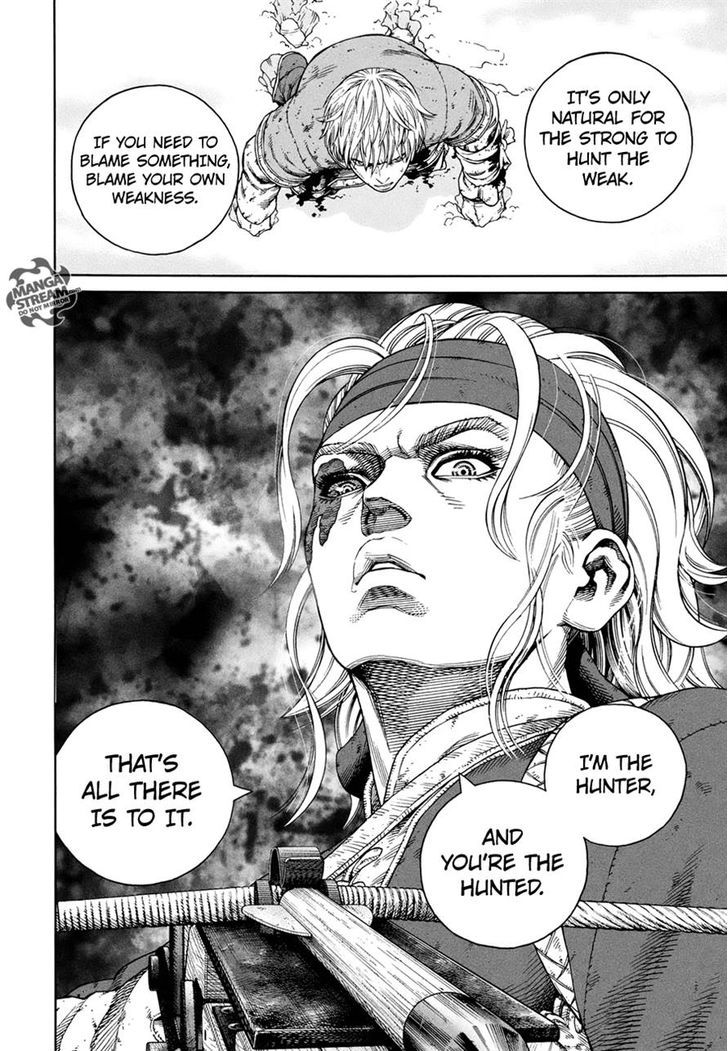 IT'S ONLY
NATURAL FOR
THE STRONG TO
HUNT THE
WEAK.
IF YOU NEED TO
BLAME SOMETHING,
BLAME YOUR OWN
WEAKNESS.
MANGA
STREAM.com
DO NOT MIRROR
I'M THE
HUNTER,
AND
YOU'RE THE
HUNTED.
THAT'S
ALL THERE
IS TO IT.